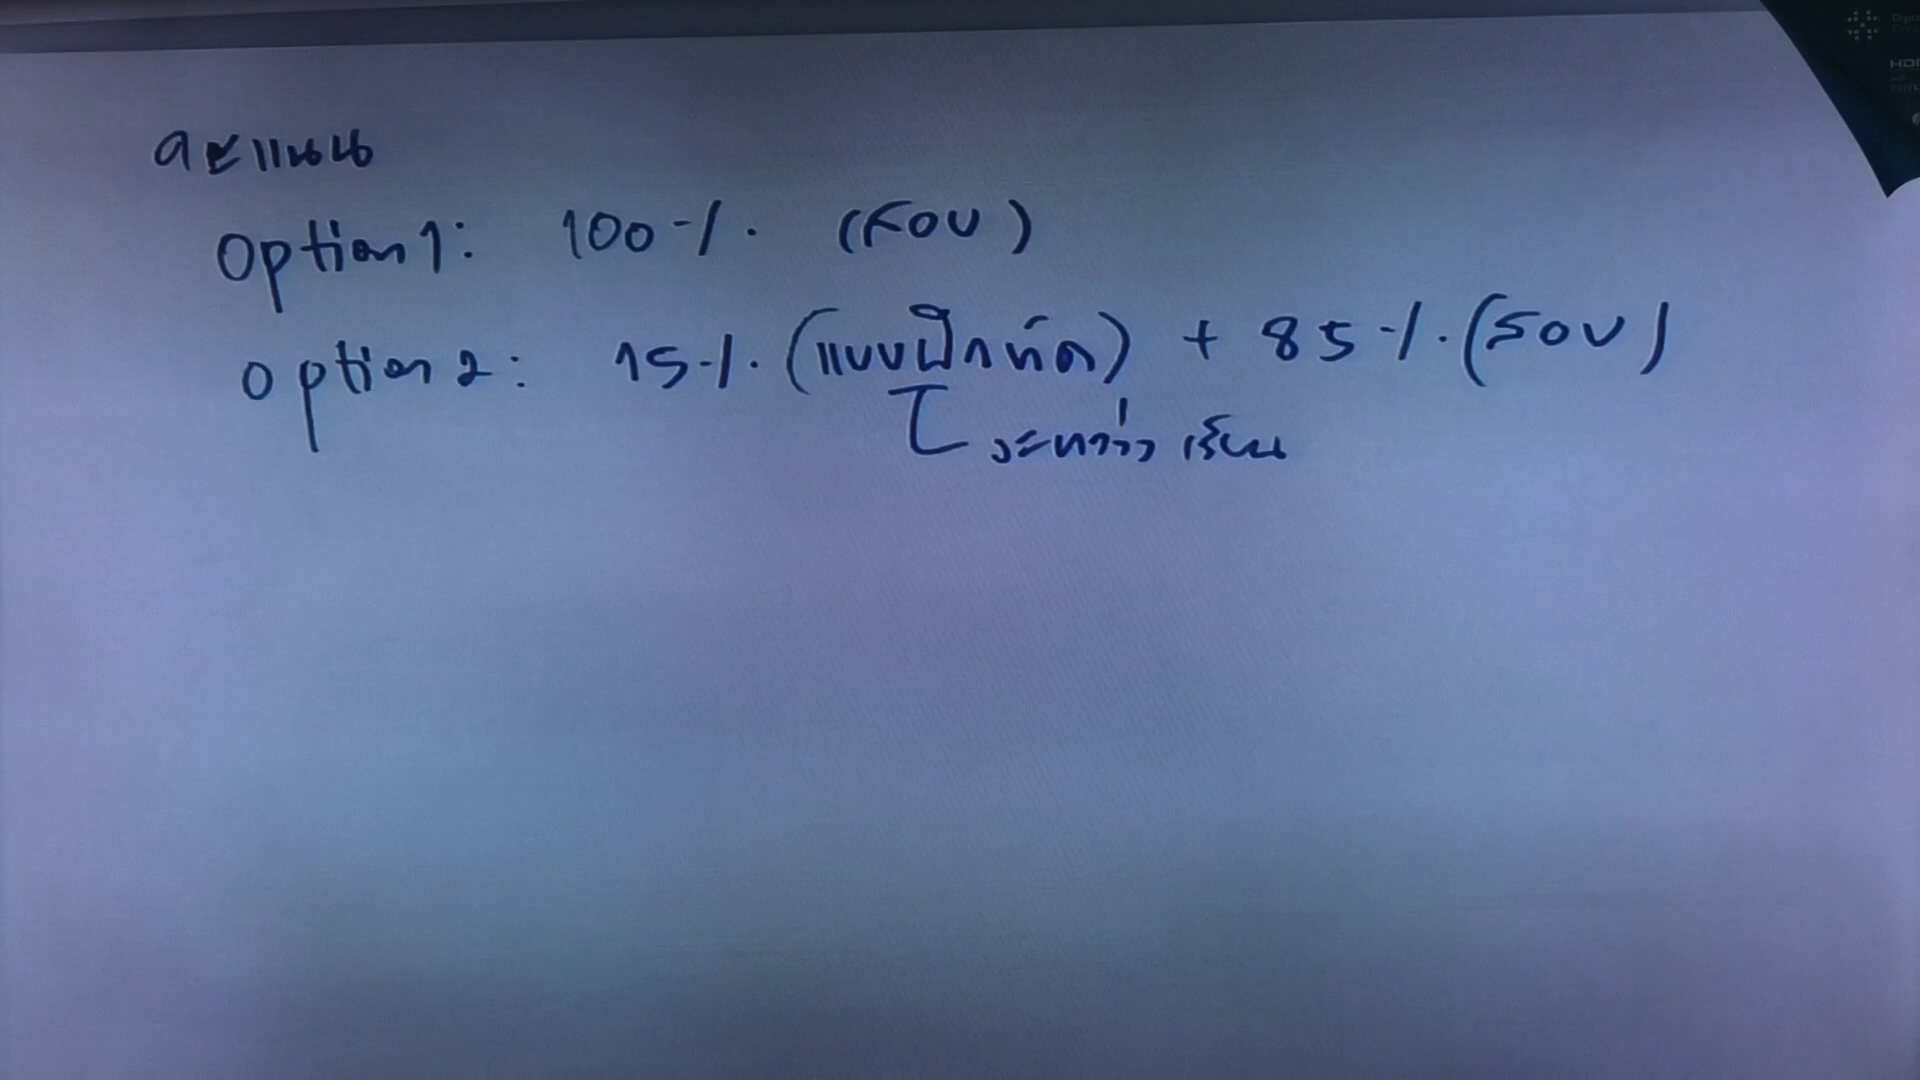 คะแนน
Option 1: 100 % (สอบ)
Option 2: 15 % (แบบฝึกหัด) + 85 % (สอบ)
ระหว่างเรียน
HDMI